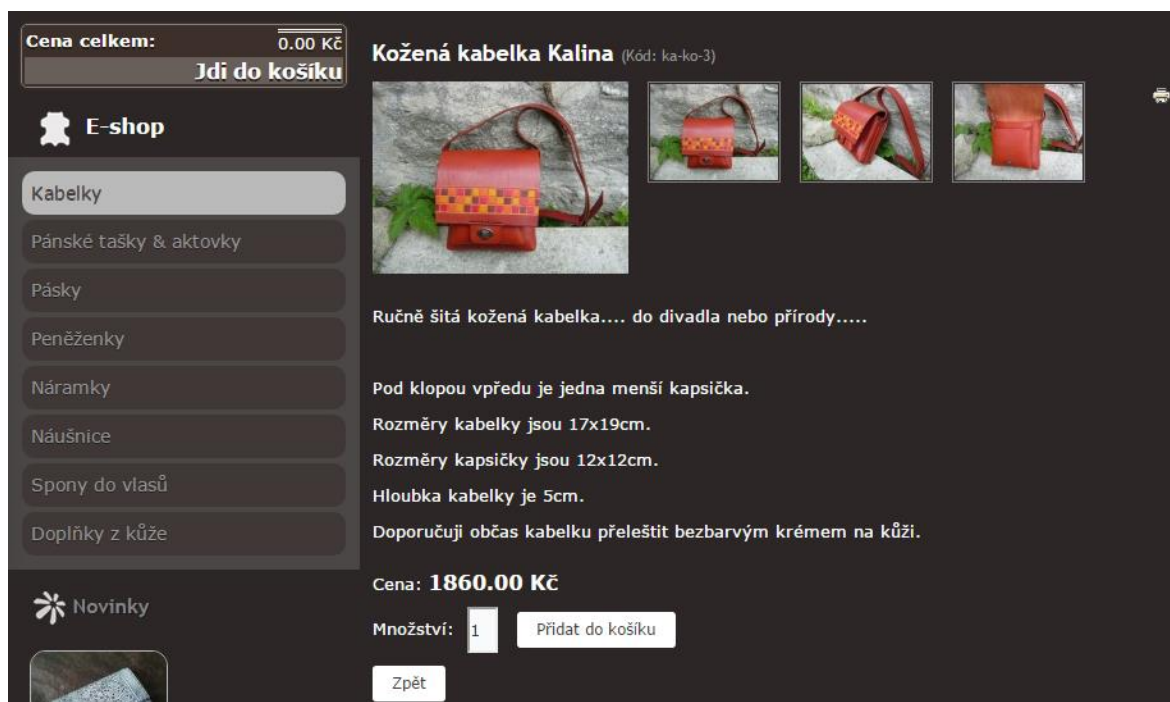 Cena celkem: 0.00 Kč
Jdi do košíku
E-shop
Kabelky
Pánské tašky & aktovky
Pásky
Peněženky
Náramky
Náušnice
Spony do vlasů
Doplňky z kůže
Novinky
Kožená kabelka Kalina (Kód: ka-ko-3)
Ručně šitá kožená kabelka.... do divadla nebo přírody.....
Pod klopou vpředu je jedna menší kapsička.
Rozměry kabelky jsou 17x19cm.
Rozměry kapsičky jsou 12x12cm.
Hloubka kabelky je 5cm.
Doporučuji občas kabelku přeleštit bezbarvým krémem na kůži.
Cena: 1860.00 Kč
Množství: 1 Přidat do košíku
Zpět